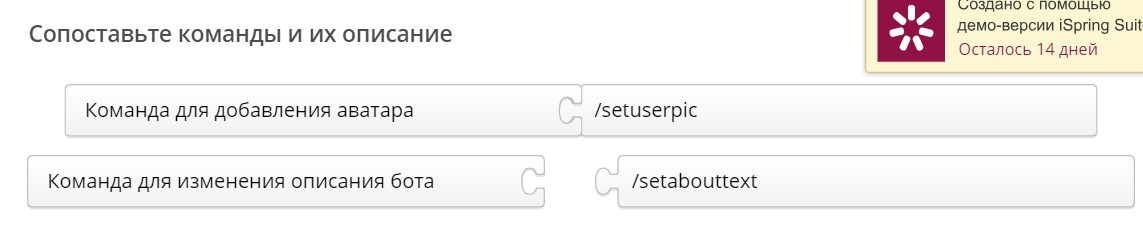 Создано с помощью
демо-версии iSpring Suit
Осталось 14 дней
Сопоставьте команды и их описание
Команда для добавления аватара /setuserpic
Команда для изменения описания бота /setabouttext